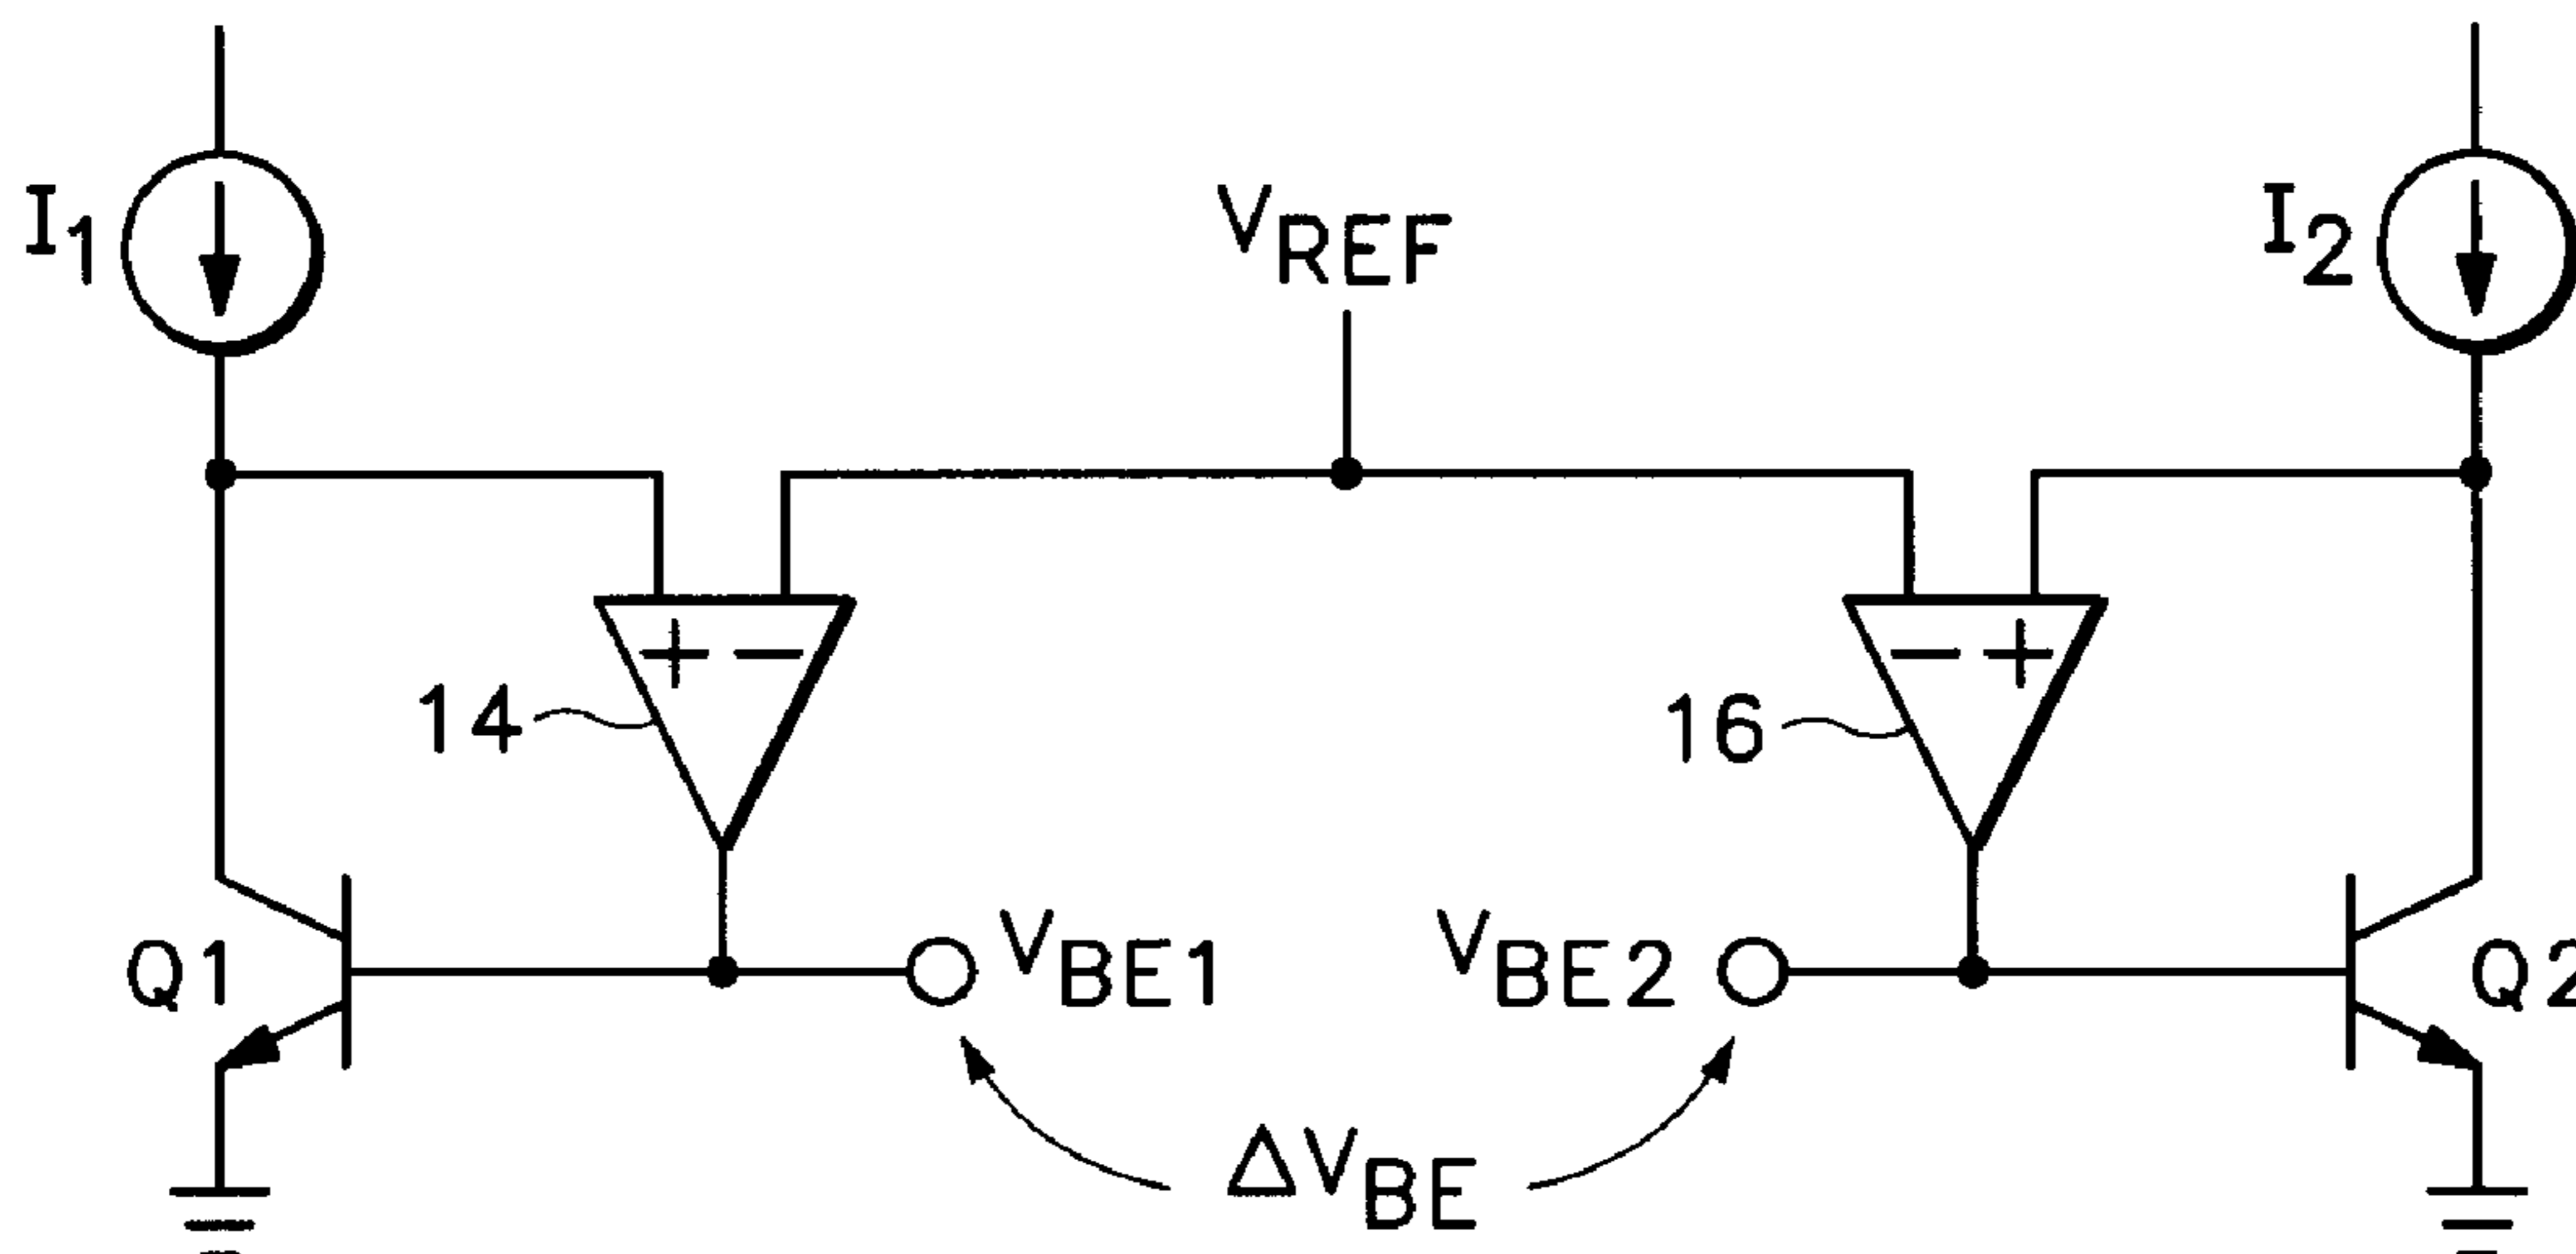 I1
VREF
I2
+ −
− +
14
16
Q1
VBE1
VBE2
Q2
ΔVBE